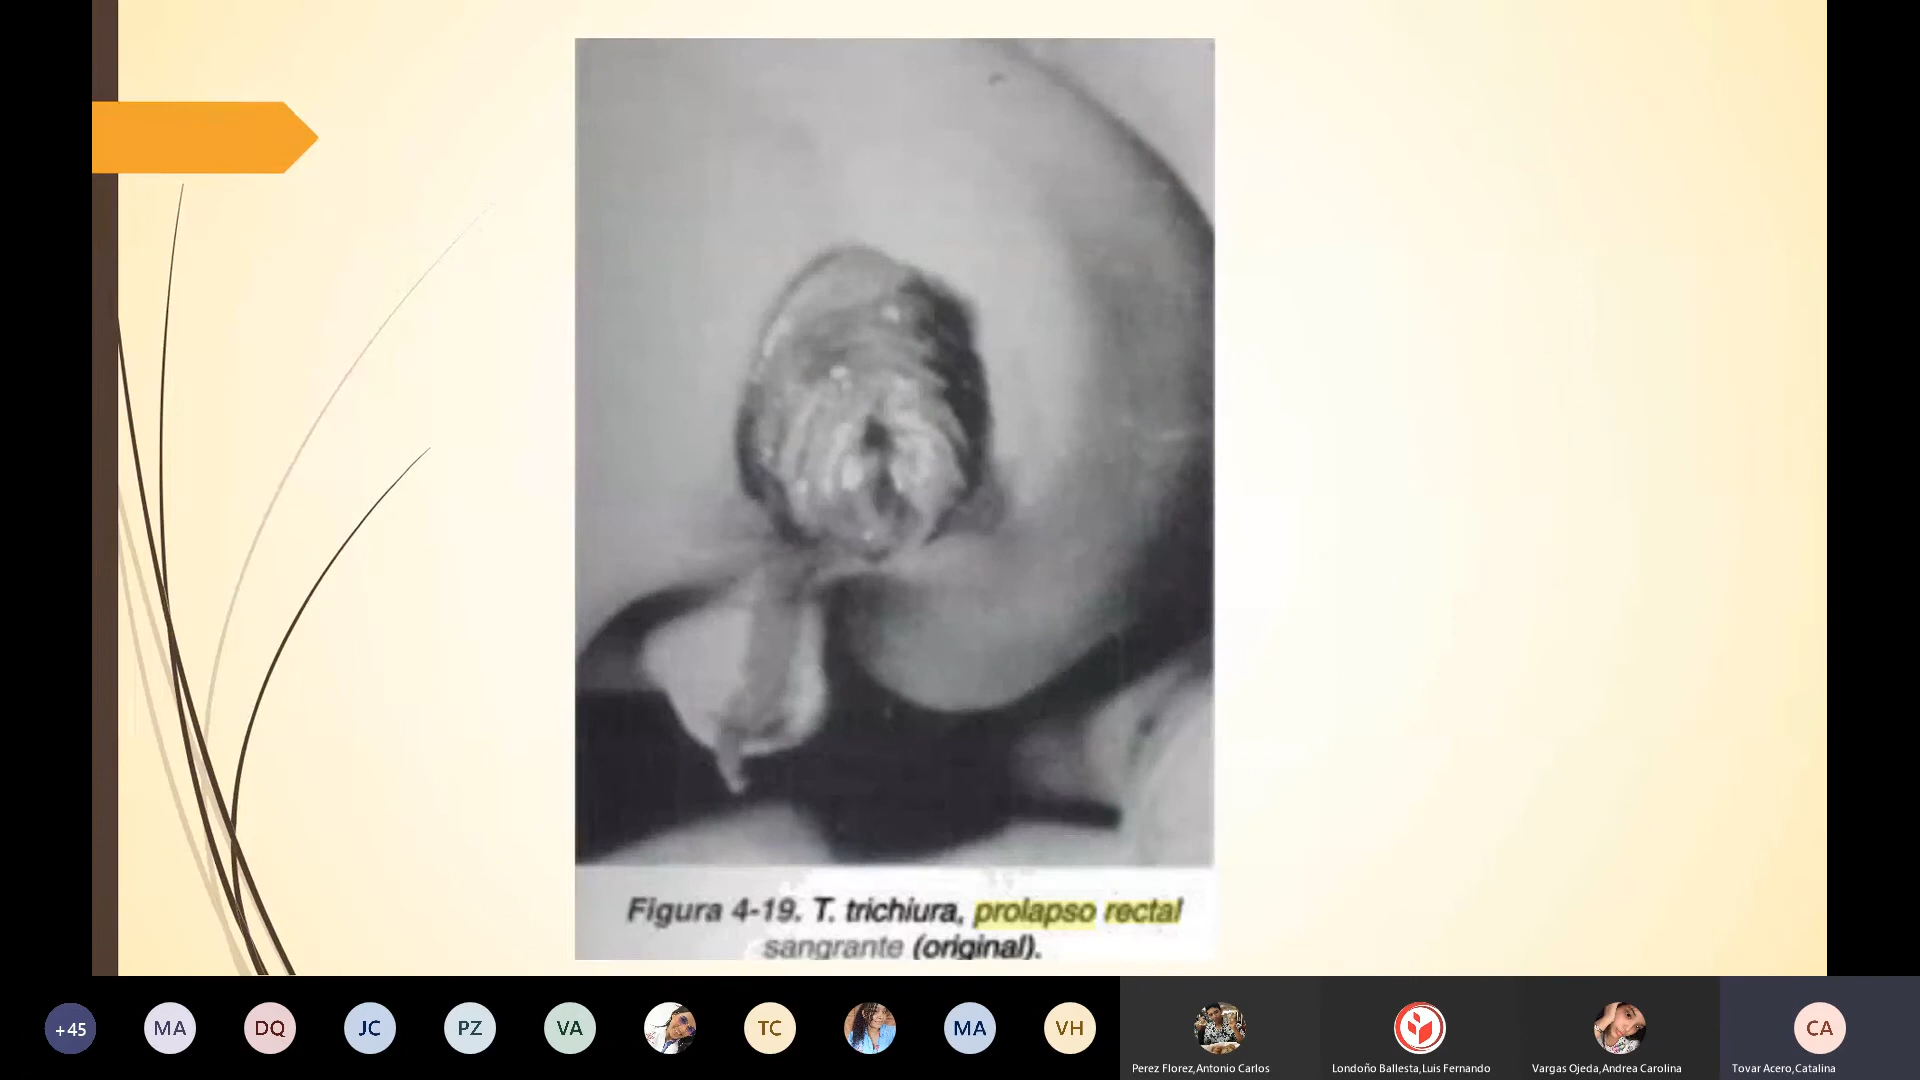 Figura 4-19. T. trichiura, prolapso rectal
sangrante (original).
+45
MA
DQ
JC
PZ
VA
TC
MA
VH
CA
Perez Florez,Antonio Carlos
Londoño Ballesta,Luis Fernando
Vargas Ojeda,Andrea Carolina
Tovar Acero,Catalina